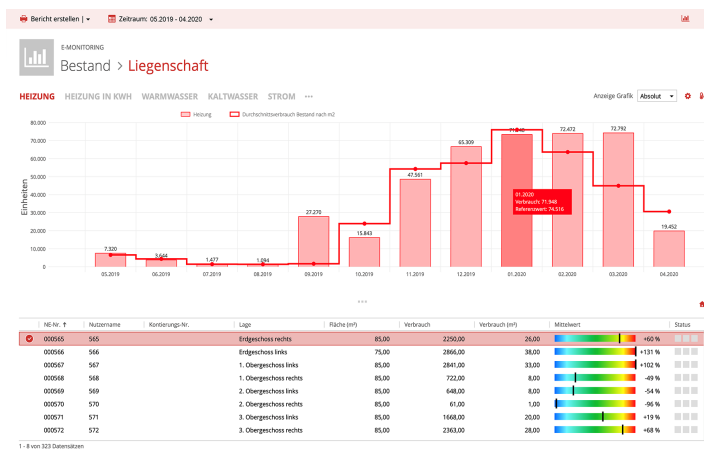 Bericht erstellen | Zeitraum: 05.2019 - 04.2020
E-MONITORING
Bestand > Liegenschaft
HEIZUNG HEIZUNG IN KWH WARMWASSER KALTWASSER STROM ••• Anzeige Grafik Absolut
Heizung Durchschnittsverbrauch Bestand nach m2
Einheiten
80.000
70.000
60.000
50.000
40.000
30.000
20.000
10.000
0
7.320 3.644 1.477 1.094 27.270 15.843 47.561 65.309 72.472 72.792 19.452
01.2020
Verbrauch: 71.948
Referenzwert: 74.516
05.2019 06.2019 07.2019 08.2019 09.2019 10.2019 11.2019 12.2019 01.2020 02.2020 03.2020 04.2020
NE-Nr. ↑ Nutzername Kontierungs-Nr. Lage Fläche (m²) Verbrauch Verbrauch (m²) Mittelwert Status
000565 565 Erdgeschoss rechts 85,00 2250,00 26,00 +60 %
000566 566 Erdgeschoss links 75,00 2866,00 38,00 +131 %
000567 567 1. Obergeschoss links 85,00 2841,00 33,00 +102 %
000568 568 1. Obergeschoss rechts 85,00 722,00 8,00 -49 %
000569 569 2. Obergeschoss links 85,00 648,00 8,00 -54 %
000570 570 2. Obergeschoss rechts 85,00 61,00 1,00 -96 %
000571 571 3. Obergeschoss links 85,00 1668,00 20,00 +19 %
000572 572 3. Obergeschoss rechts 85,00 2363,00 28,00 +68 %
1 - 8 von 323 Datensätzen